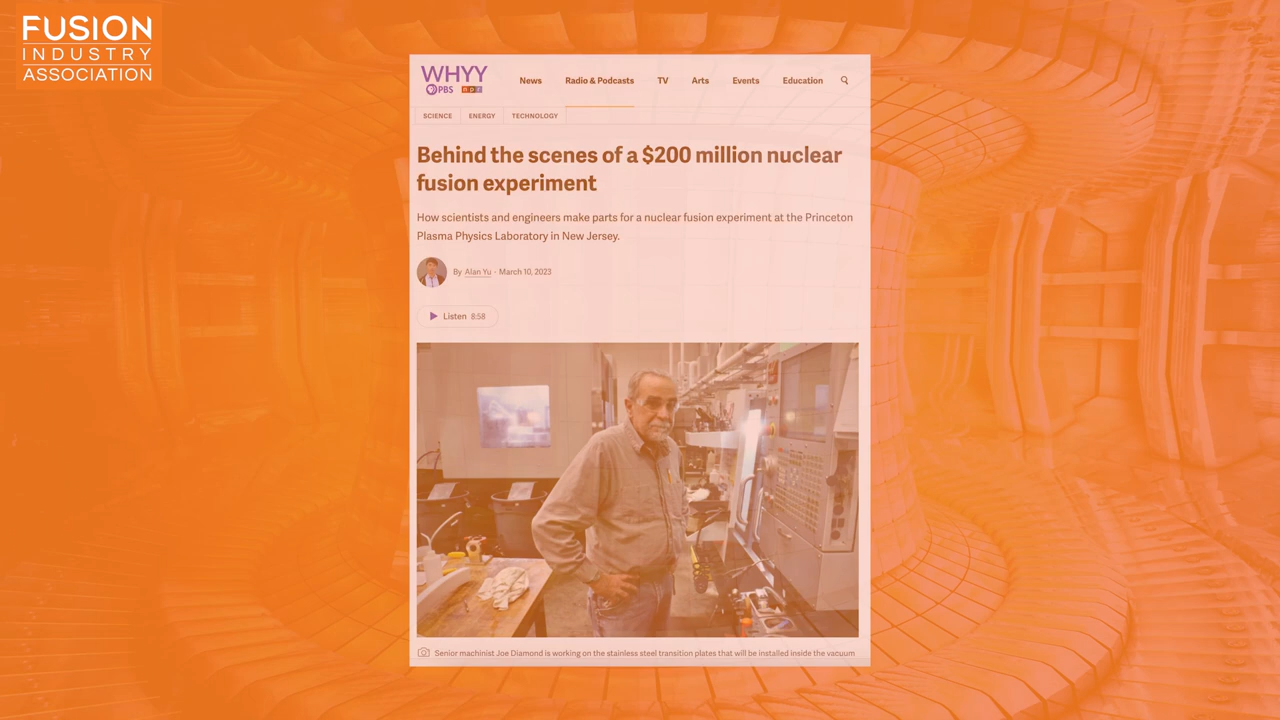 FUSION
INDUSTRY
ASSOCIATION
WHYY
PBS
npr
News
Radio & Podcasts
TV
Arts
Events
Education
SCIENCE
ENERGY
TECHNOLOGY
Behind the scenes of a $200 million nuclear
fusion experiment
How scientists and engineers make parts for a nuclear fusion experiment at the Princeton
Plasma Physics Laboratory in New Jersey.
By Alan Yu · March 10, 2023
Listen 8:58
Senior machinist Joe Diamond is working on the stainless steel transition plates that will be installed inside the vacuum